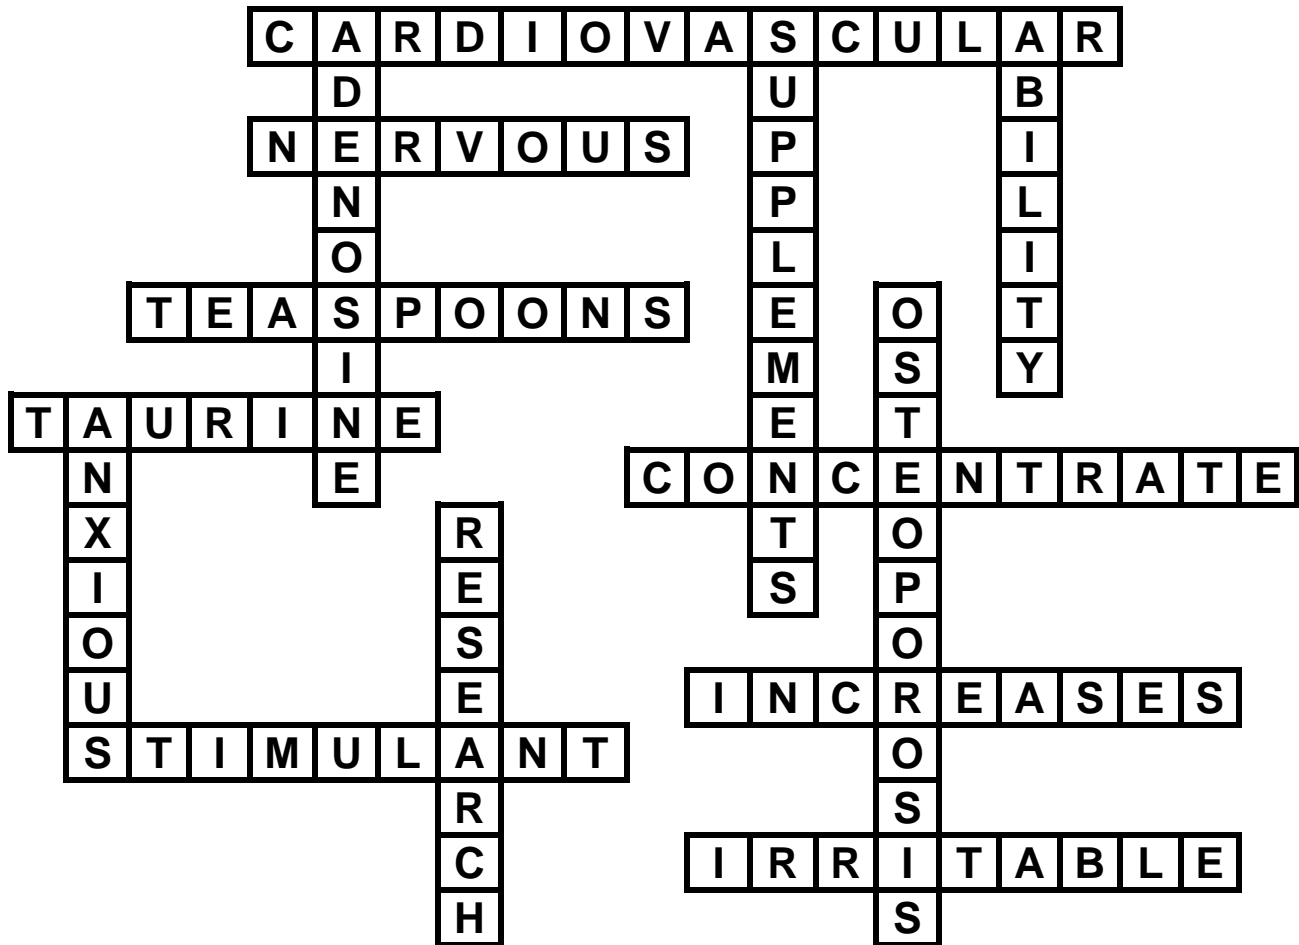 CARDIOVASCULAR
ADENOSINE
SUPPLEMENTS
ABILITY
NERVOUS
TEASPOONS
OSTEOPOROSIS
TAURINE
ANXIOUS
CONCENTRATE
RESEARCH
INCREASES
STIMULANT
IRRITABLE